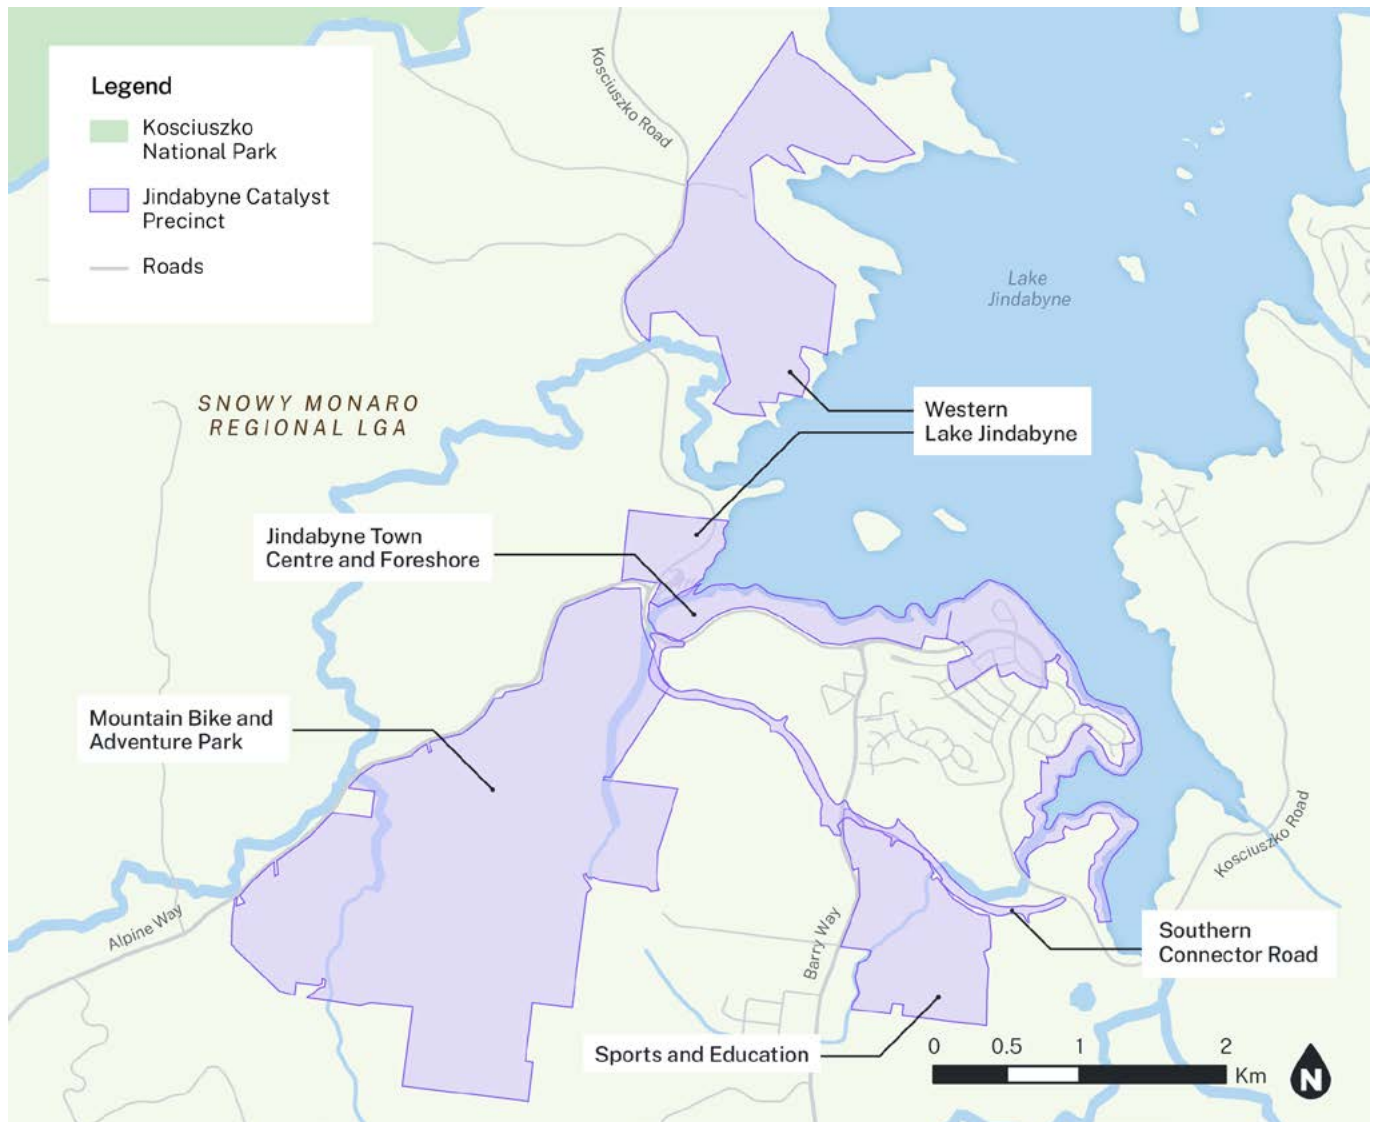 Legend
Kosciuszko
National Park
Jindabyne Catalyst
Precinct
Roads
Kosciuszko Road
Lake
Jindabyne
SNOWY MONARO
REGIONAL LGA
Western
Lake Jindabyne
Jindabyne Town
Centre and Foreshore
Mountain Bike and
Adventure Park
Alpine Way
Barry Way
Kosciuszko Road
Southern
Connector Road
Sports and Education
0 0.5 1 2
Km
N